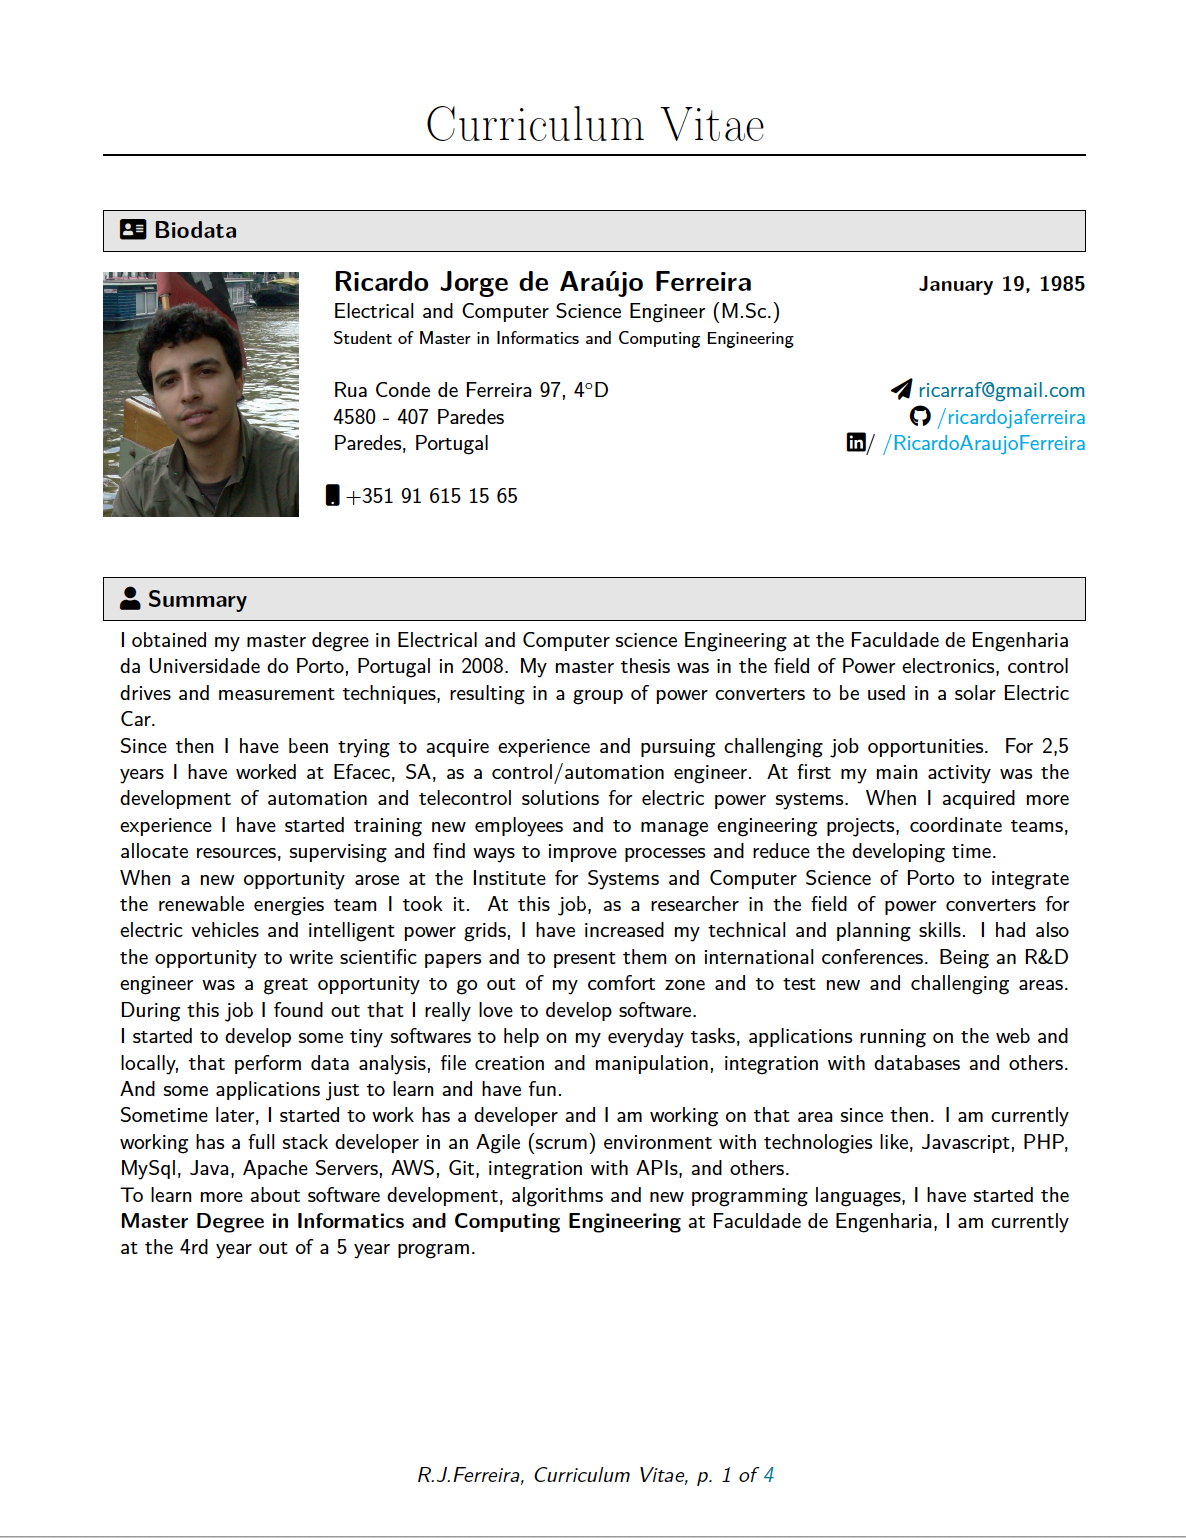 Curriculum Vitae
Biodata
Ricardo Jorge de Araújo Ferreira
January 19, 1985
Electrical and Computer Science Engineer (M.Sc.)
Student of Master in Informatics and Computing Engineering
Rua Conde de Ferreira 97, 4°D
ricarraf@gmail.com
4580 - 407 Paredes
/ricardojaferreira
Paredes, Portugal
in/ /RicardoAraujoFerreira
+351 91 615 15 65
Summary
I obtained my master degree in Electrical and Computer science Engineering at the Faculdade de Engenharia
da Universidade do Porto, Portugal in 2008. My master thesis was in the field of Power electronics, control
drives and measurement techniques, resulting in a group of power converters to be used in a solar Electric
Car.
Since then I have been trying to acquire experience and pursuing challenging job opportunities. For 2,5
years I have worked at Efacec, SA, as a control/automation engineer. At first my main activity was the
development of automation and telecontrol solutions for electric power systems. When I acquired more
experience I have started training new employees and to manage engineering projects, coordinate teams,
allocate resources, supervising and find ways to improve processes and reduce the developing time.
When a new opportunity arose at the Institute for Systems and Computer Science of Porto to integrate
the renewable energies team I took it. At this job, as a researcher in the field of power converters for
electric vehicles and intelligent power grids, I have increased my technical and planning skills. I had also
the opportunity to write scientific papers and to present them on international conferences. Being an R&D
engineer was a great opportunity to go out of my comfort zone and to test new and challenging areas.
During this job I found out that I really love to develop software.
I started to develop some tiny softwares to help on my everyday tasks, applications running on the web and
locally, that perform data analysis, file creation and manipulation, integration with databases and others.
And some applications just to learn and have fun.
Sometime later, I started to work has a developer and I am working on that area since then. I am currently
working has a full stack developer in an Agile (scrum) environment with technologies like, Javascript, PHP,
MySql, Java, Apache Servers, AWS, Git, integration with APIs, and others.
To learn more about software development, algorithms and new programming languages, I have started the
Master Degree in Informatics and Computing Engineering at Faculdade de Engenharia, I am currently
at the 4rd year out of a 5 year program.
R.J.Ferreira, Curriculum Vitae, p. 1 of 4